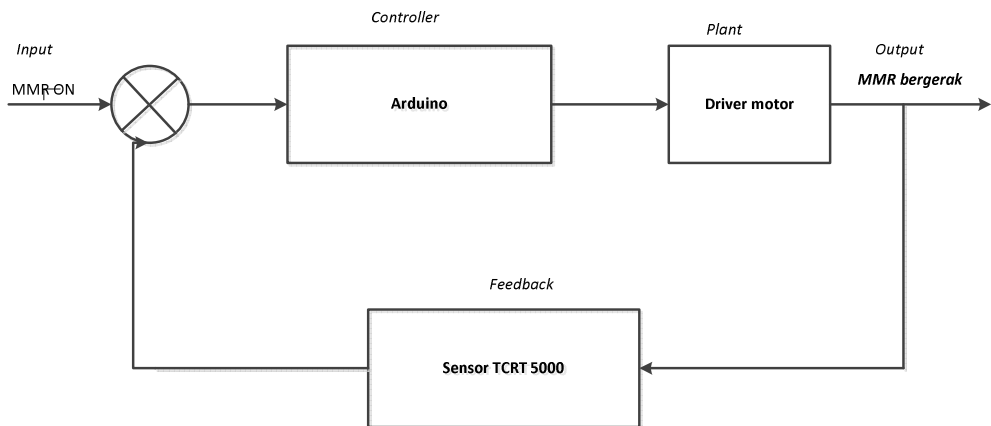 Controller
Plant
Input
Output
MMR ON
MMR bergerak
Arduino
Driver motor
Feedback
Sensor TCRT 5000